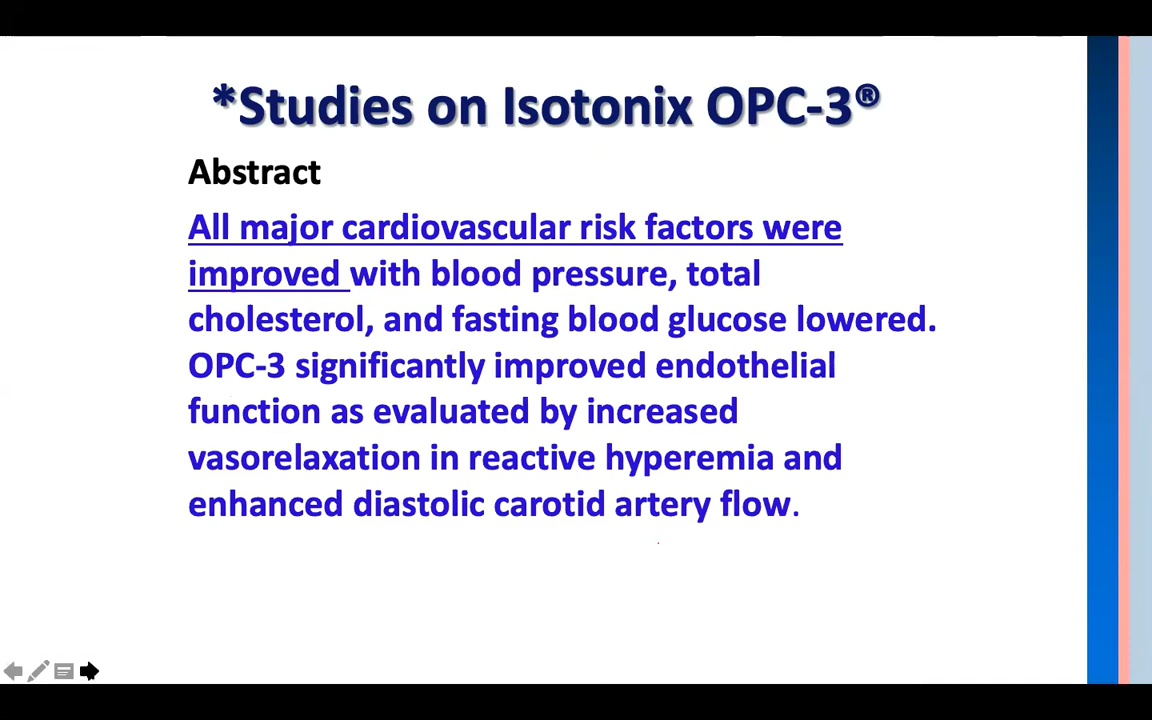 *Studies on Isotonix OPC-3®
Abstract
All major cardiovascular risk factors were
improved with blood pressure, total
cholesterol, and fasting blood glucose lowered.
OPC-3 significantly improved endothelial
function as evaluated by increased
vasorelaxation in reactive hyperemia and
enhanced diastolic carotid artery flow.